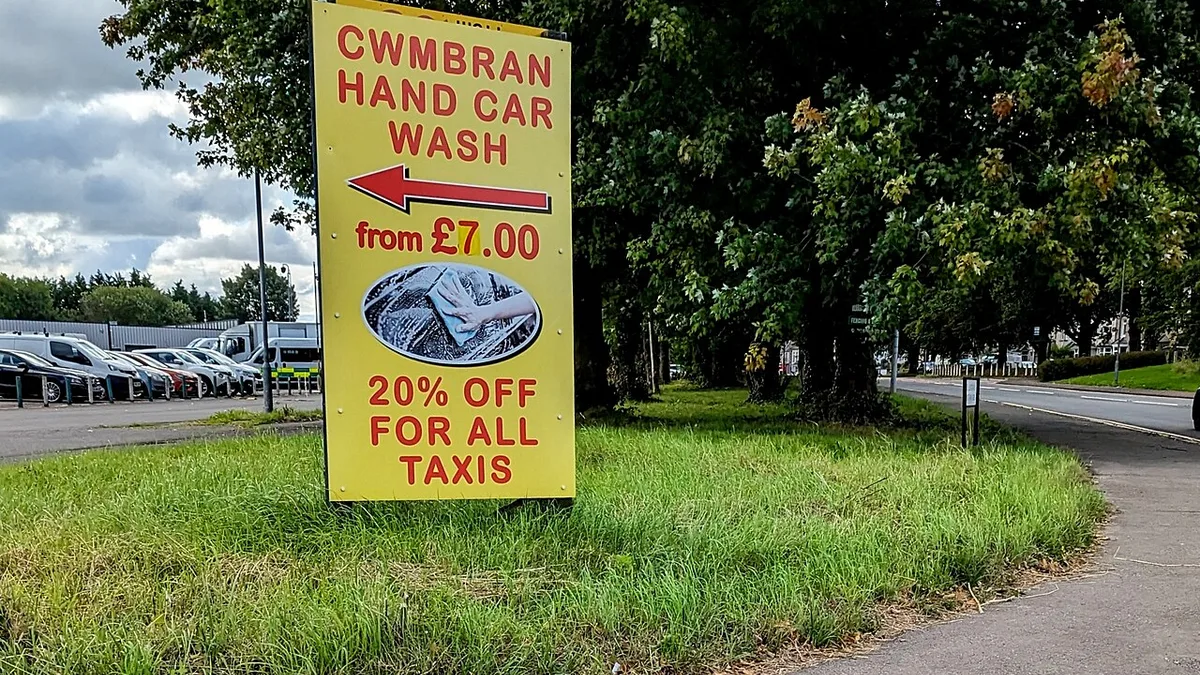 CWMBRAN
HAND CAR
WASH
from £7.00
20% OFF
FOR ALL
TAXIS